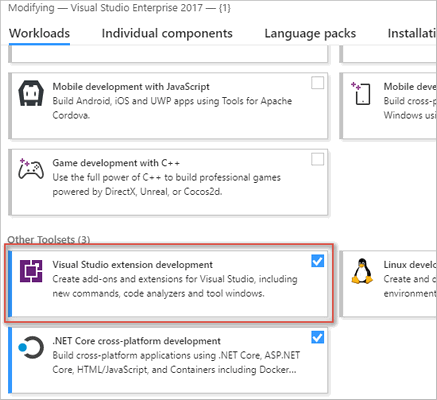 Modifying — Visual Studio Enterprise 2017 — {1}
Workloads Individual components Language packs Installati
Mobile development with JavaScript
Build Android, iOS and UWP apps using Tools for Apache
Cordova.
Mobile deve
Build cross-p
Windows usin
Game development with C++
Use the full power of C++ to build professional games
powered by DirectX, Unreal, or Cocos2d.
Other Toolsets (3)
Visual Studio extension development
Create add-ons and extensions for Visual Studio, including
new commands, code analyzers and tool windows.
Linux develo
Create and d
environment
.NET Core cross-platform development
Build cross-platform applications using .NET Core, ASP.NET
Core, HTML/JavaScript, and Containers including Docker...